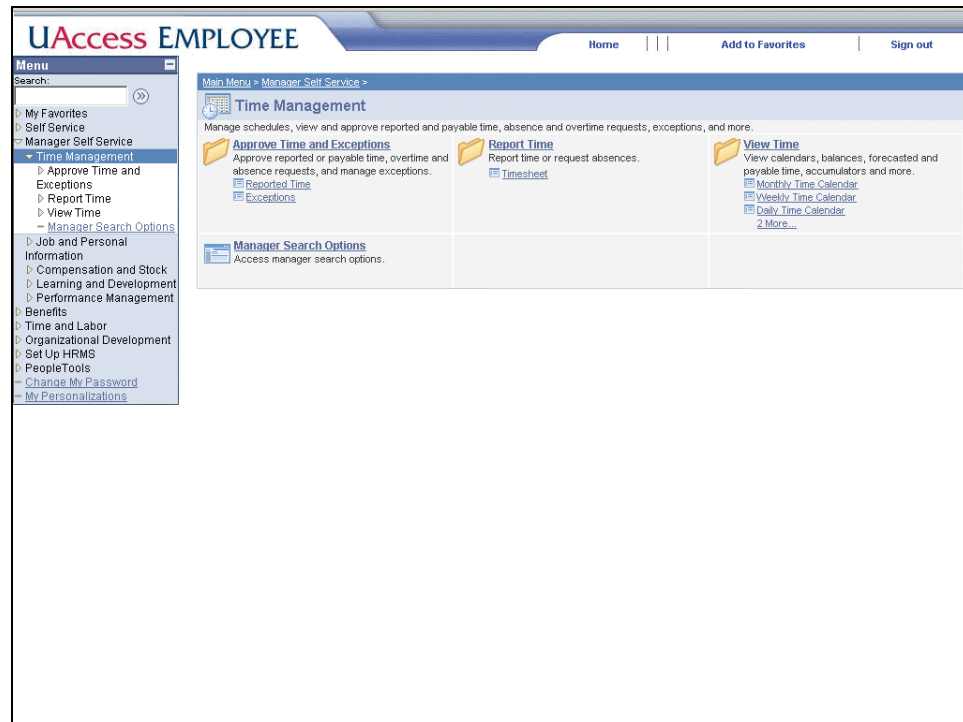 UACCESS EMPLOYEE
Home
Add to Favorites
Sign out
Menu
Search:
My Favorites
Self Service
Manager Self Service
Time Management
Approve Time and
Exceptions
Report Time
View Time
Manager Search Options
Job and Personal
Information
Compensation and Stock
Learning and Development
Performance Management
Benefits
Time and Labor
Organizational Development
Set Up HRMS
PeopleTools
Change My Password
My Personalizations
Main Menu > Manager Self Service >
Time Management
Manage schedules, view and approve reported and payable time, absence and overtime requests, exceptions, and more.
Approve Time and Exceptions
Approve reported or payable time, overtime and
absence requests, and manage exceptions.
Reported Time
Exceptions
Report Time
Report time or request absences.
Timesheet
View Time
View calendars, balances, forecasted and
payable time, accumulators and more.
Monthly Time Calendar
Weekly Time Calendar
Daily Time Calendar
2 More...
Manager Search Options
Access manager search options.